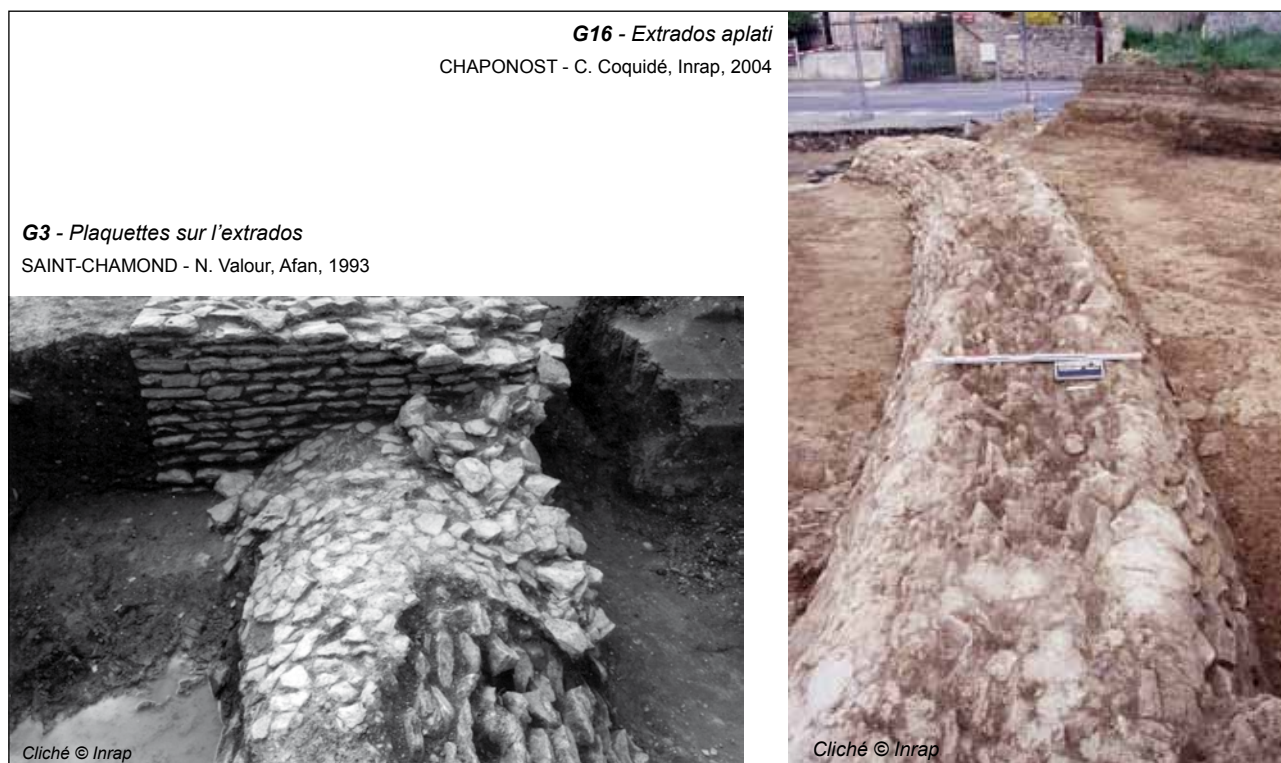 G16 - Extrados aplati
CHAPONOST - C. Coquidé, Inrap, 2004
G3 - Plaquettes sur l'extrados
SAINT-CHAMOND - N. Valour, Afan, 1993
Cliché © Inrap
Cliché © Inrap